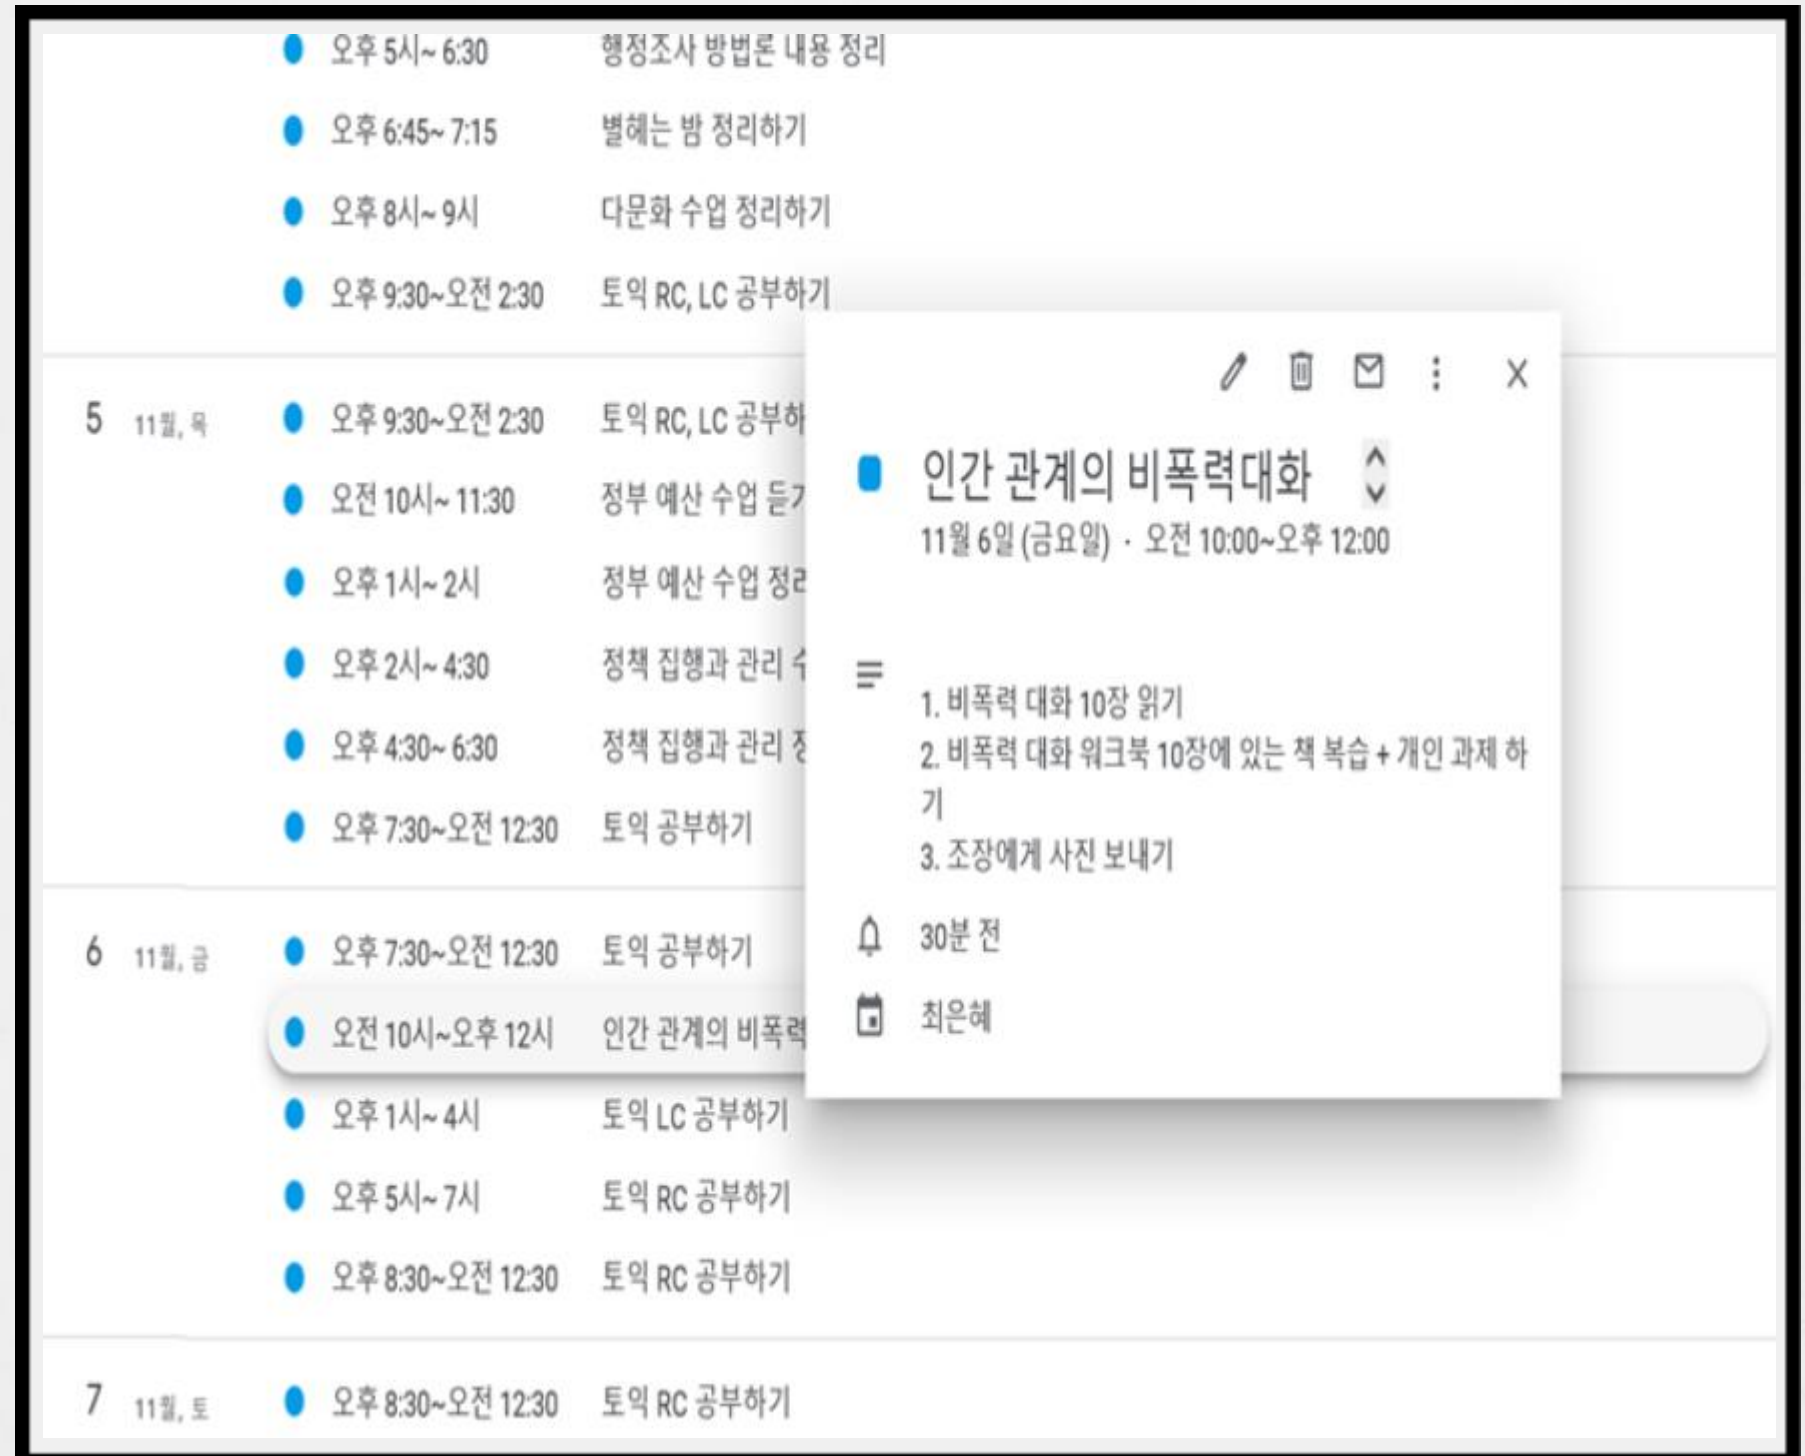 오후 5시~ 6:30 행정조사 방법론 내용 정리
오후 6:45~ 7:15 별헤는 밤 정리하기
오후 8시~ 9시 다문화 수업 정리하기
오후 9:30~오전 2:30 토익 RC, LC 공부하기
5 11월, 목 오후 9:30~오전 2:30 토익 RC, LC 공부하
오전 10시~ 11:30 정부 예산 수업 듣기
오후 1시~ 2시 정부 예산 수업 정리
오후 2시~ 4:30 정책 집행과 관리
오후 4:30~ 6:30 정책 집행과 관리
오후 7:30~오전 12:30 토익 공부하기
6 11월, 금 오후 7:30~오전 12:30 토익 공부하기
오전 10시~오후 12시 인간 관계의 비폭력
오후 1시~ 4시 토익 LC 공부하기
오후 5시~ 7시 토익 RC 공부하기
오후 8:30~오전 12:30 토익 RC 공부하기
7 11월, 토 오후 8:30~오전 12:30 토익 RC 공부하기
인간 관계의 비폭력대화
11월 6일 (금요일) · 오전 10:00~오후 12:00
1. 비폭력 대화 10장 읽기
2. 비폭력 대화 워크북 10장에 있는 책 복습 + 개인 과제 하
기
3. 조장에게 사진 보내기
30분 전
최은혜